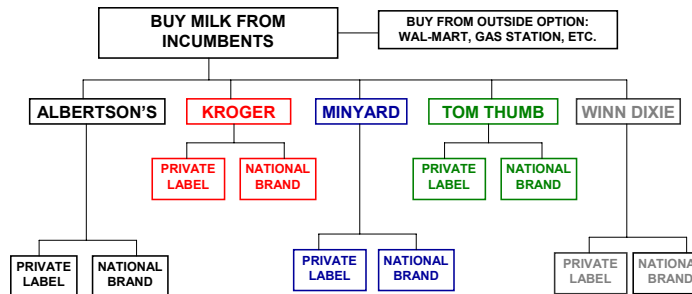 BUY MILK FROM
INCUMBENTS
BUY FROM OUTSIDE OPTION:
WAL-MART, GAS STATION, ETC.
ALBERTSON'S
KROGER
MINYARD
TOM THUMB
WINN DIXIE
PRIVATE
LABEL
NATIONAL
BRAND
PRIVATE
LABEL
NATIONAL
BRAND
PRIVATE
LABEL
NATIONAL
BRAND
PRIVATE
LABEL
NATIONAL
BRAND
PRIVATE
LABEL
NATIONAL
BRAND